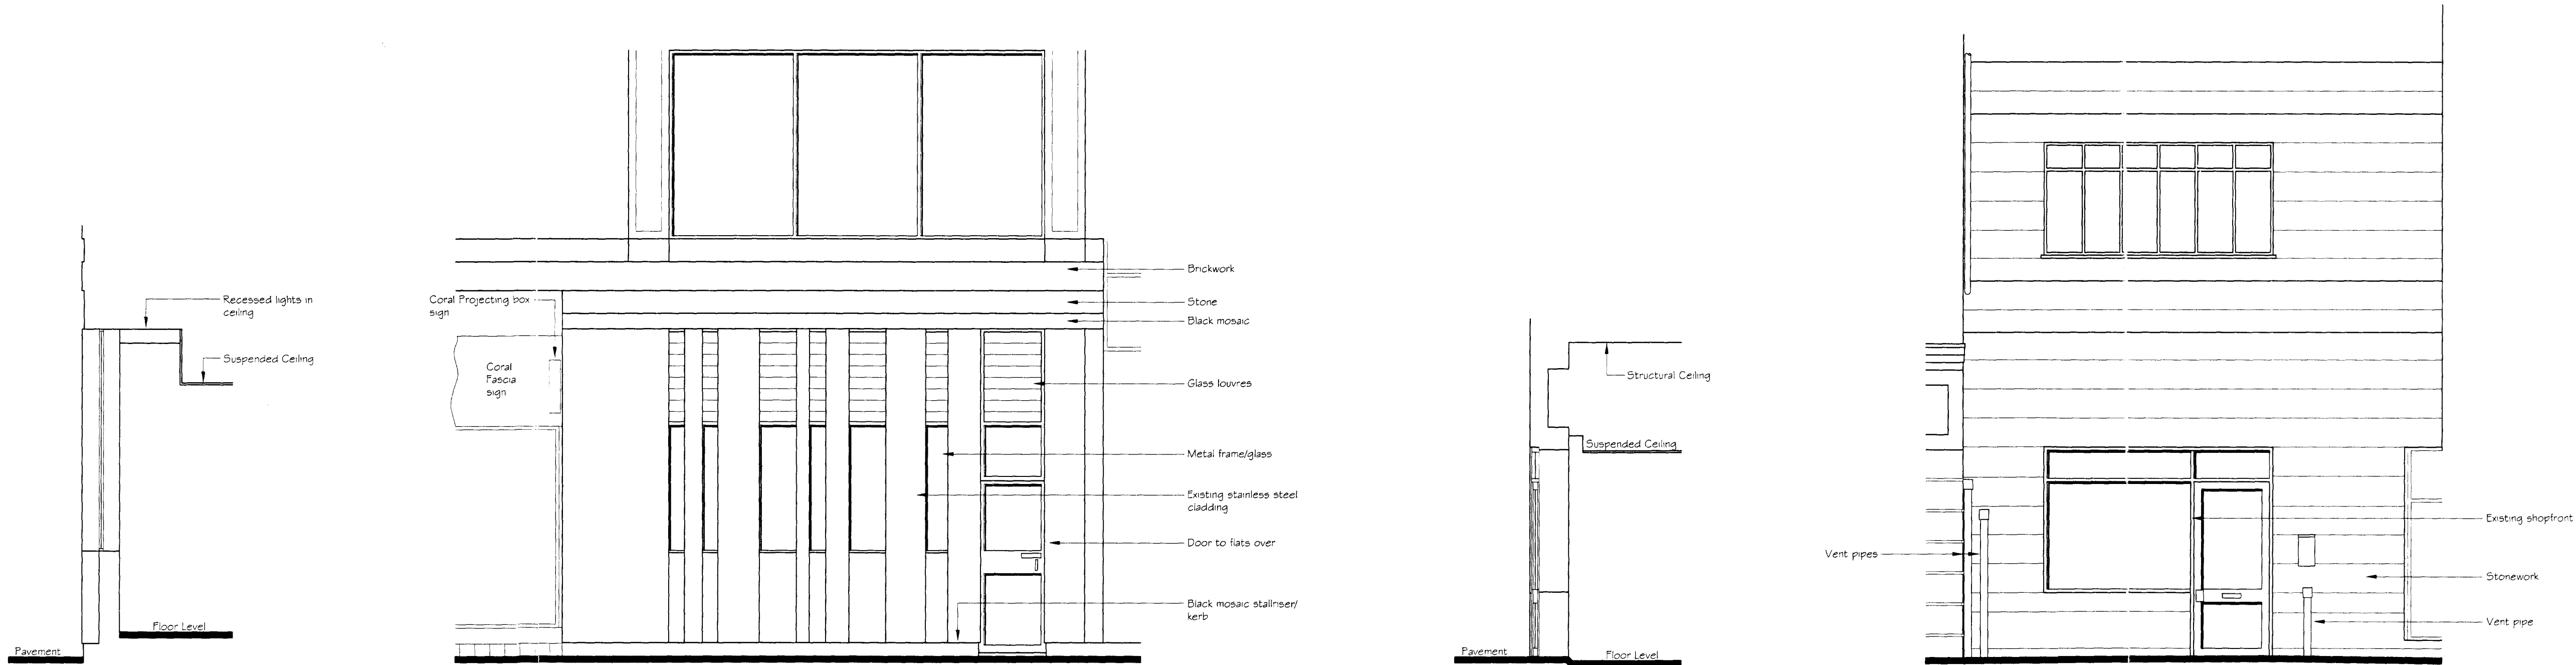 Recessed lights in
ceiling
Suspended Ceiling
Floor Level
Pavement
Coral Projecting box
sign
Coral
Fascia
sign
Brickwork
Stone
Black mosaic
Glass louvres
Metal frame/glass
Existing stainless steel
cladding
Door to flats over
Black mosaic stallriser/
kerb
Structural Ceiling
Suspended Ceiling
Pavement
Floor Level
Vent pipes
Existing shopfront
Stonework
Vent pipe